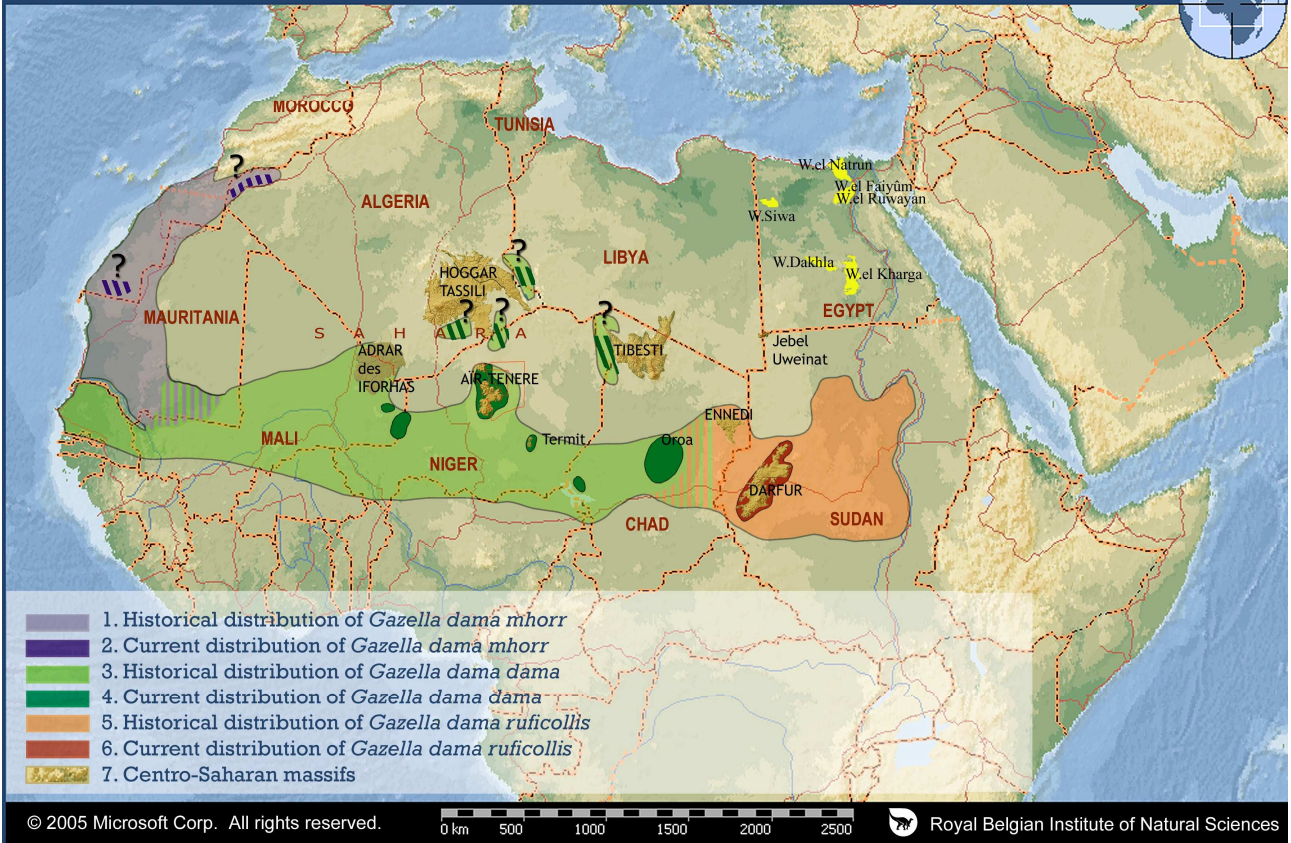 MOROCCO
TUNISIA
?
W.el Natrun
W.el Faiyûm
W.el Ruwayan
ALGERIA
W.Siwa
?
?
HOGGAR
TASSILI
LIBYA
W.Dakhla
W.el Kharga
EGYPT
MAURITANIA
?
?
?
S A H A R A
ADRAR
des
IFORHAS
TIBESTI
Jebel
Uweinat
AÏR-TENERE
ENNEDI
MALI
Termit
Oroa
NIGER
DARFUR
CHAD
SUDAN
1. Historical distribution of Gazella dama mhorr
2. Current distribution of Gazella dama mhorr
3. Historical distribution of Gazella dama dama
4. Current distribution of Gazella dama dama
5. Historical distribution of Gazella dama ruficollis
6. Current distribution of Gazella dama ruficollis
7. Centro-Saharan massifs
© 2005 Microsoft Corp. All rights reserved.
0 km 500 1000 1500 2000 2500
Royal Belgian Institute of Natural Sciences